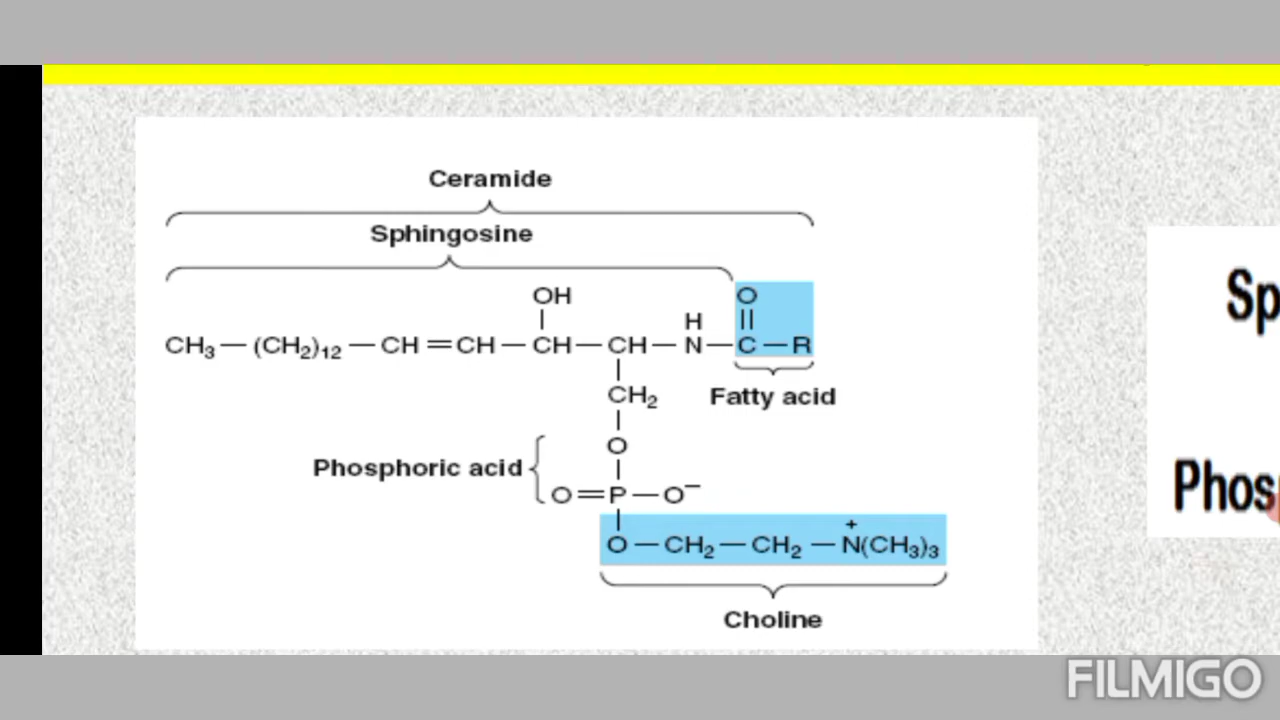 Ceramide
Sphingosine
OH O
H
CH₃—(CH₂)₁₂—CH=CH—CH—CH—N—C—R
CH₂ Fatty acid
O
Phosphoric acid
O=P—O⁻
+
O—CH₂—CH₂—N(CH₃)₃
Choline
Sp
Phos
FILMIGO